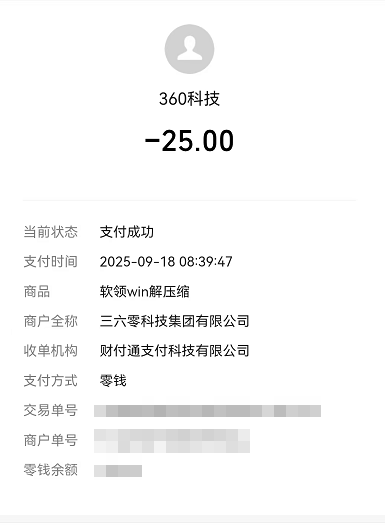 360科技
-25.00
当前状态 支付成功
支付时间 2025-09-18 08:39:47
商品 软领win解压缩
商户全称 三六零科技集团有限公司
收单机构 财付通支付科技有限公司
支付方式 零钱
交易单号
商户单号
零钱余额